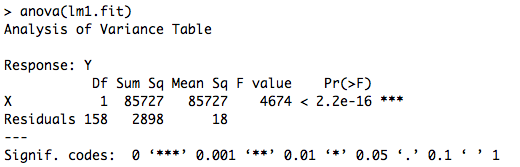 > anova(lm1.fit)
Analysis of Variance Table
Response: Y
Df Sum Sq Mean Sq F value Pr(>F)
X 1 85727 85727 4674 < 2.2e-16 ***
Residuals 158 2898 18
---
Signif. codes: 0 ‘***’ 0.001 ‘**’ 0.01 ‘*’ 0.05 ‘.’ 0.1 ‘ ’ 1